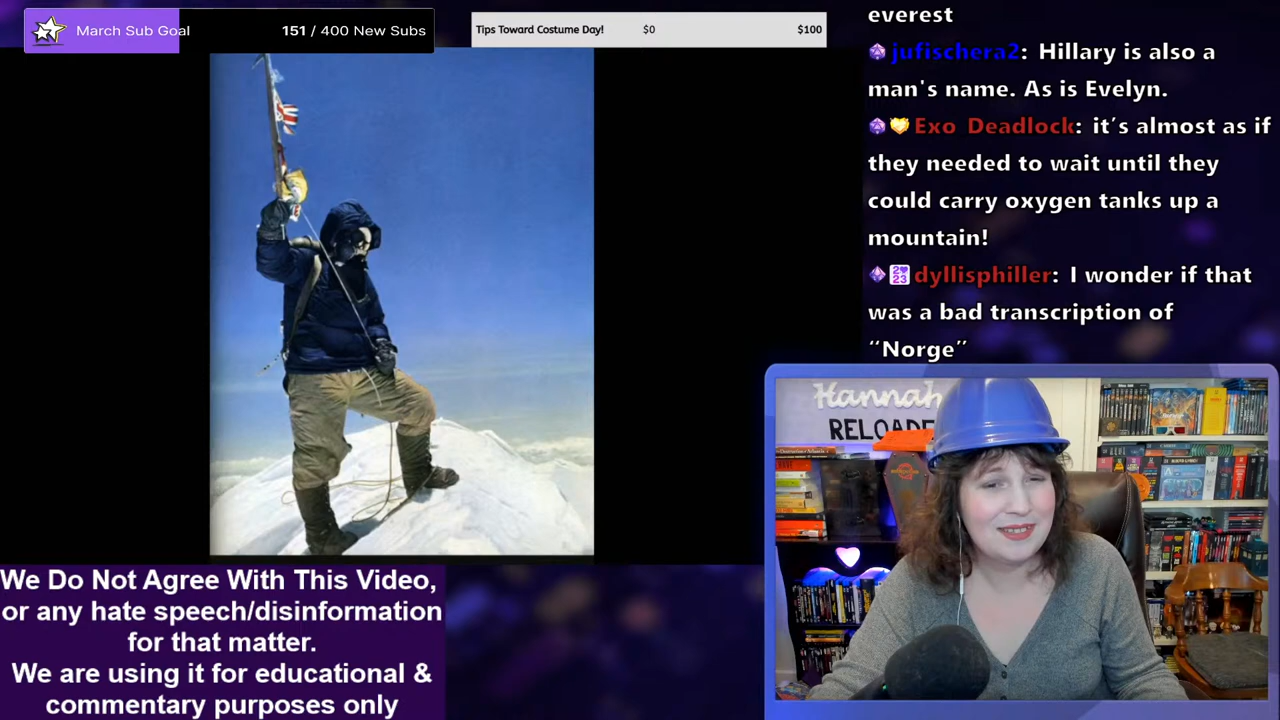 March Sub Goal
151 / 400 New Subs
Tips Toward Costume Day!
$0
$100
everest
jufischera2: Hillary is also a
man's name. As is Evelyn.
Exo Deadlock: it's almost as if
they needed to wait until they
could carry oxygen tanks up a
mountain!
dyllisphiller: I wonder if that
was a bad transcription of
“Norge”
Hannah
RELOADE
We Do Not Agree With This Video,
or any hate speech/disinformation
for that matter.
We are using it for educational &
commentary purposes only